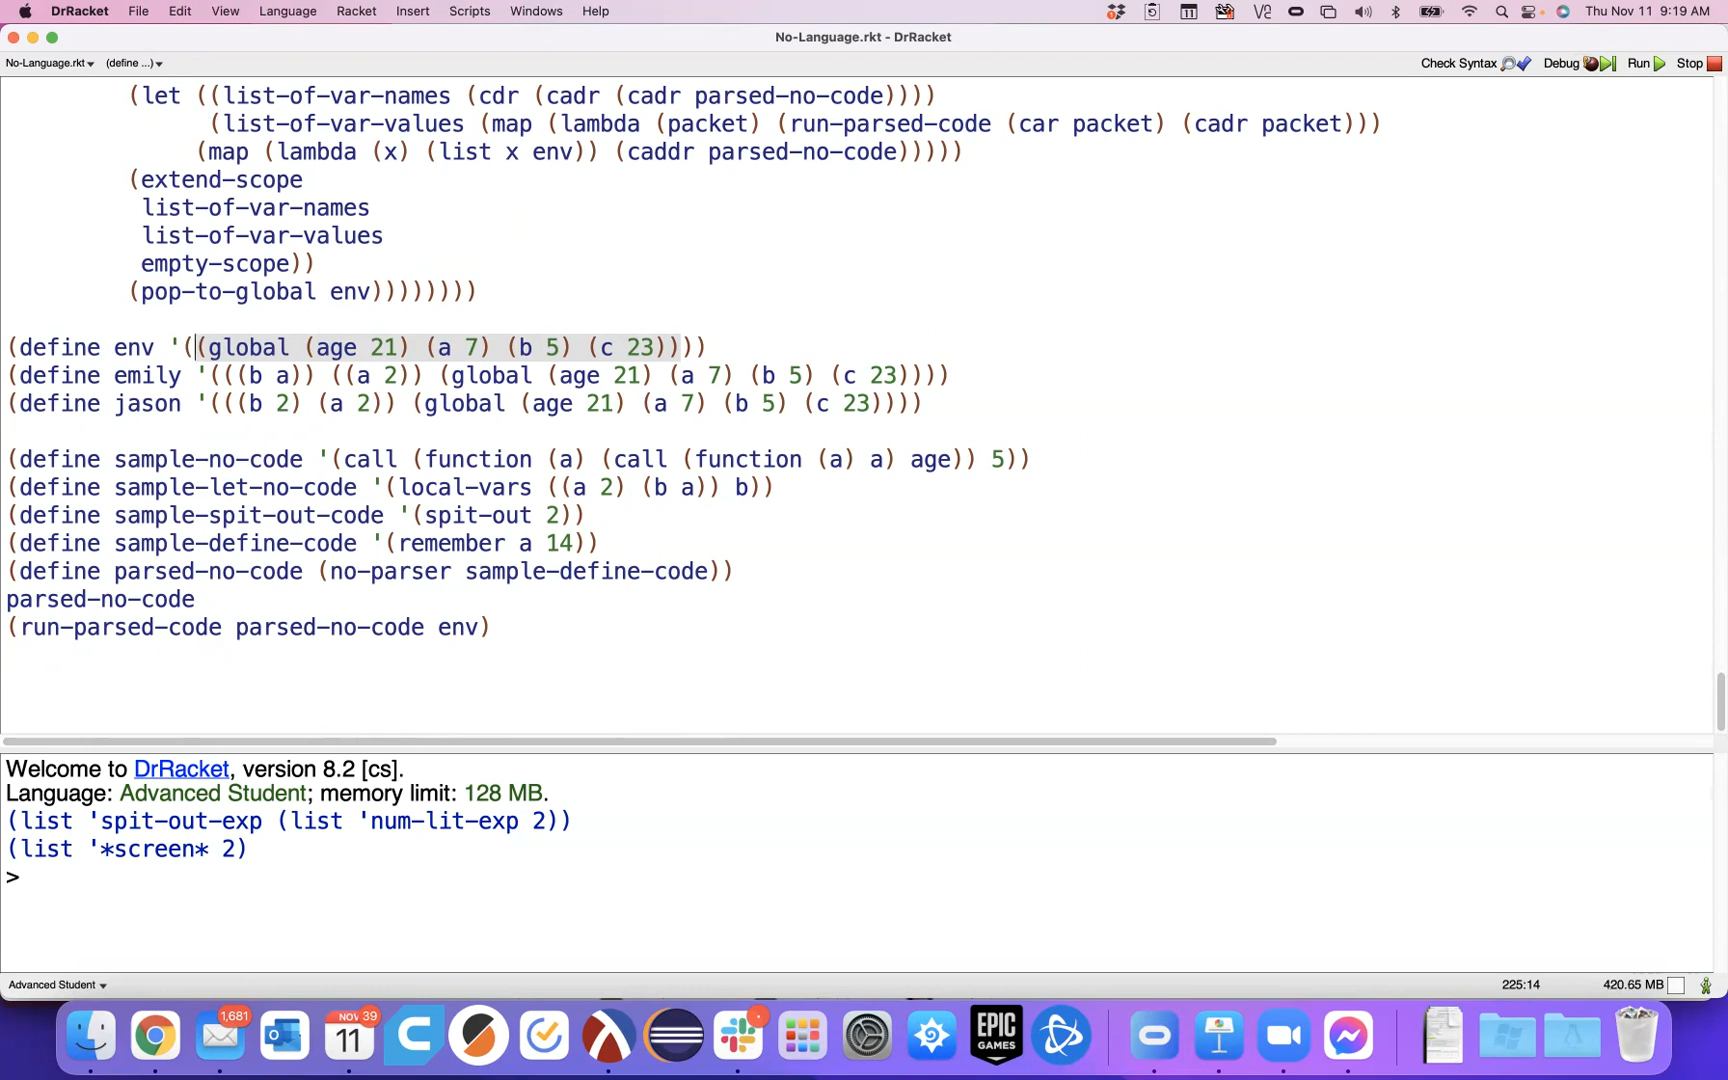 DrRacket File Edit View Language Racket Insert Scripts Windows Help Thu Nov 11 9:19 AM
No-Language.rkt - DrRacket
No-Language.rkt (define ...) Check Syntax Debug Run Stop
(let ((list-of-var-names (cdr (cadr (cadr parsed-no-code))))
(list-of-var-values (map (lambda (packet) (run-parsed-code (car packet) (cadr packet)))
(map (lambda (x) (list x env)) (caddr parsed-no-code)))))
(extend-scope
list-of-var-names
list-of-var-values
empty-scope))
(pop-to-global env))))))))
(define env '((global (age 21) (a 7) (b 5) (c 23))))
(define emily '(((b a)) ((a 2)) (global (age 21) (a 7) (b 5) (c 23))))
(define jason '(((b 2) (a 2)) (global (age 21) (a 7) (b 5) (c 23))))
(define sample-no-code '(call (function (a) (call (function (a) a) age)) 5))
(define sample-let-no-code '(local-vars ((a 2) (b a)) b))
(define sample-spit-out-code '(spit-out 2))
(define sample-define-code '(remember a 14))
(define parsed-no-code (no-parser sample-define-code))
parsed-no-code
(run-parsed-code parsed-no-code env)
Welcome to DrRacket, version 8.2 [cs].
Language: Advanced Student; memory limit: 128 MB.
(list 'spit-out-exp (list 'num-lit-exp 2))
(list '*screen* 2)
>
Advanced Student 225:14 420.65 MB
1,681
NOV 39
11
EPIC
GAMES